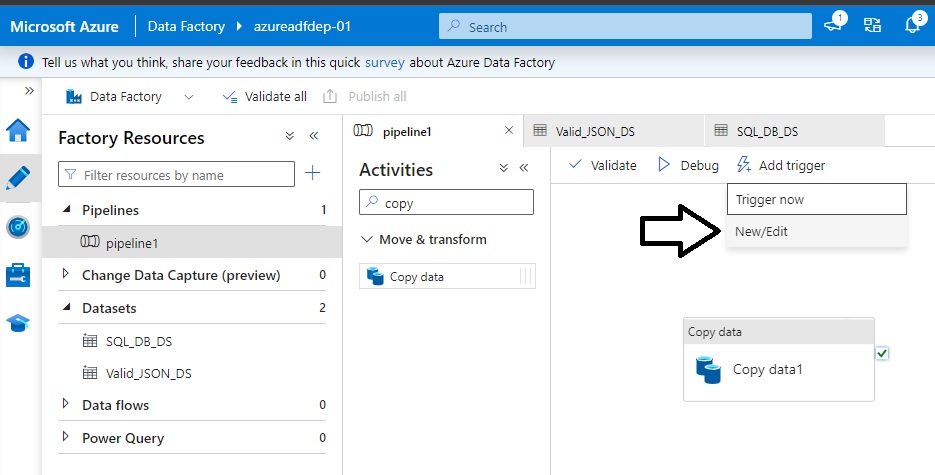 Microsoft Azure Data Factory azureadfdep-01 Search 1 3
Tell us what you think, share your feedback in this quick survey about Azure Data Factory
Data Factory Validate all Publish all
Factory Resources
Filter resources by name
Pipelines 1
pipeline1
Change Data Capture (preview) 0
Datasets 2
SQL_DB_DS
Valid_JSON_DS
Data flows 0
Power Query 0
pipeline1 Valid_JSON_DS SQL_DB_DS
Activities
copy
Move & transform
Copy data
Validate Debug Add trigger
Trigger now
New/Edit
Copy data
Copy data1